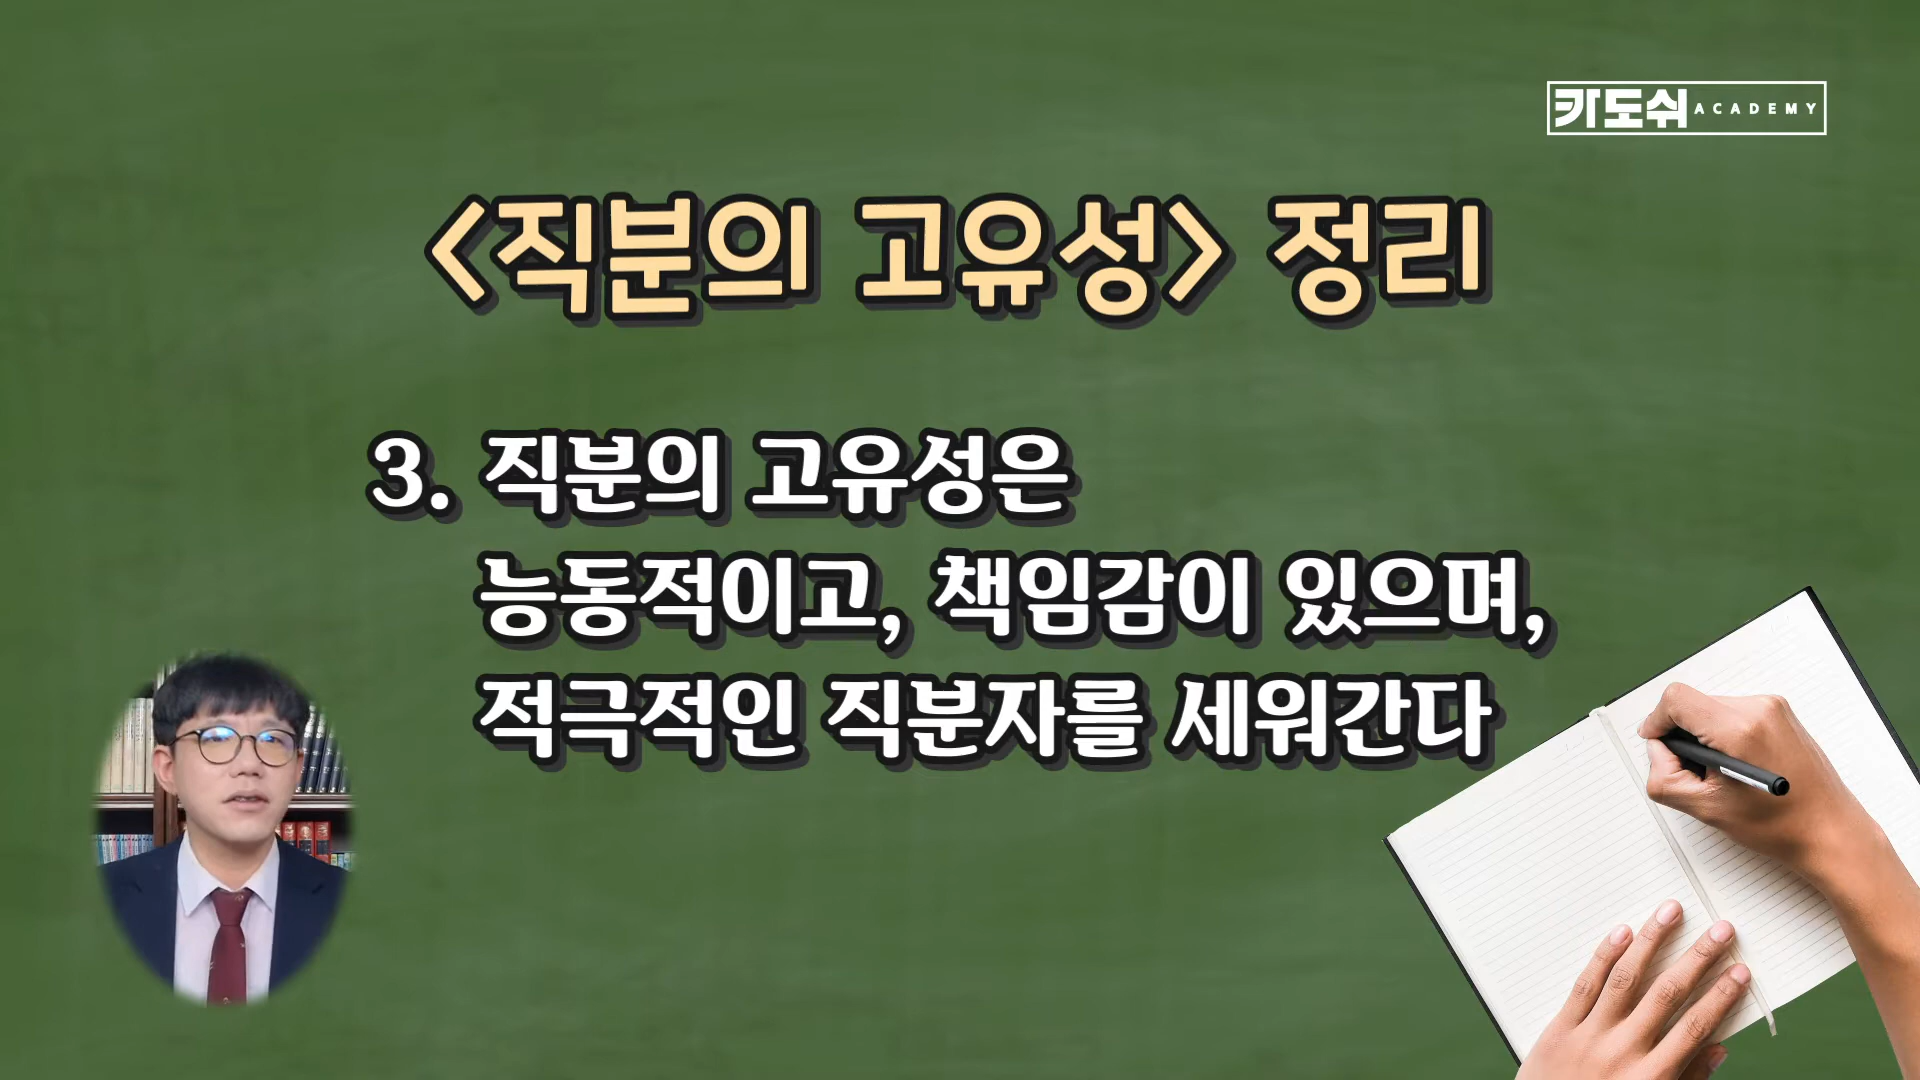 카도쉬 ACADEMY
<직분의 고유성> 정리
3. 직분의 고유성은
능동적이고, 책임감이 있으며,
적극적인 직분자를 세워간다